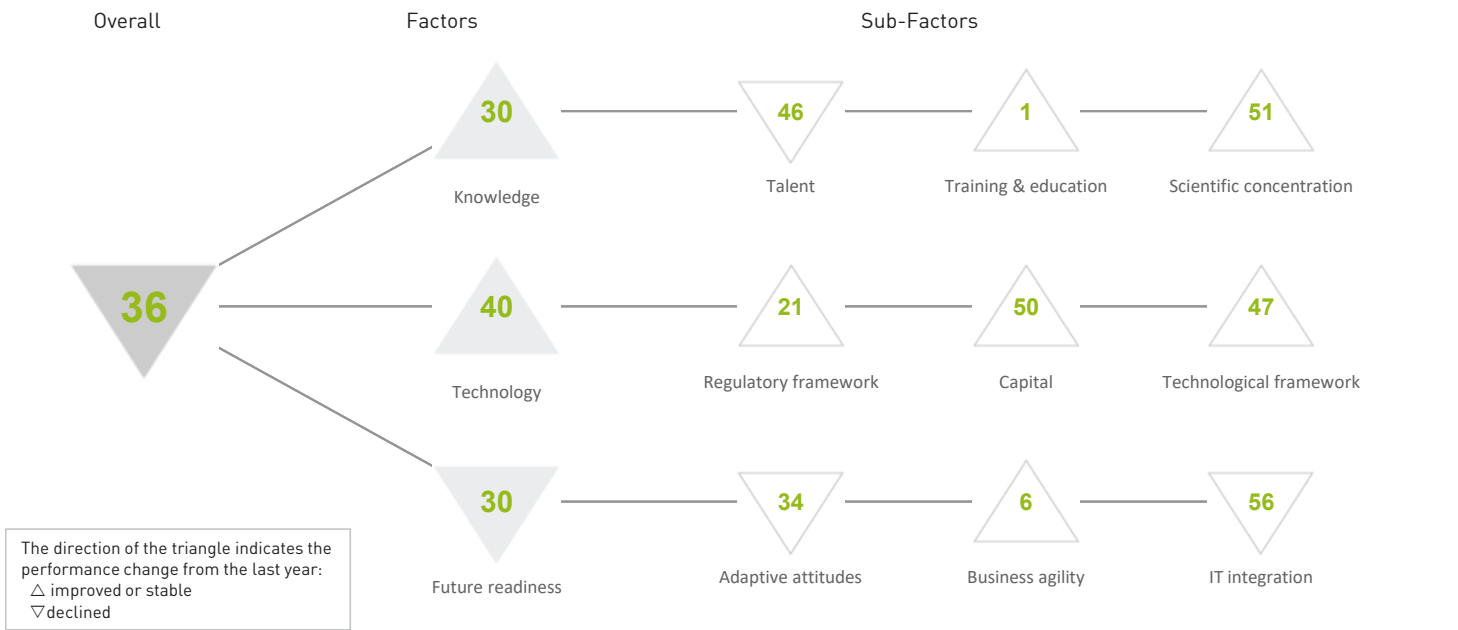 Overall
Factors
Sub-Factors
30
46
1
51
Knowledge
Talent
Training & education
Scientific concentration
36
40
21
50
47
Technology
Regulatory framework
Capital
Technological framework
30
34
6
56
Future readiness
Adaptive attitudes
Business agility
IT integration
The direction of the triangle indicates the
performance change from the last year:
△ improved or stable
▽ declined